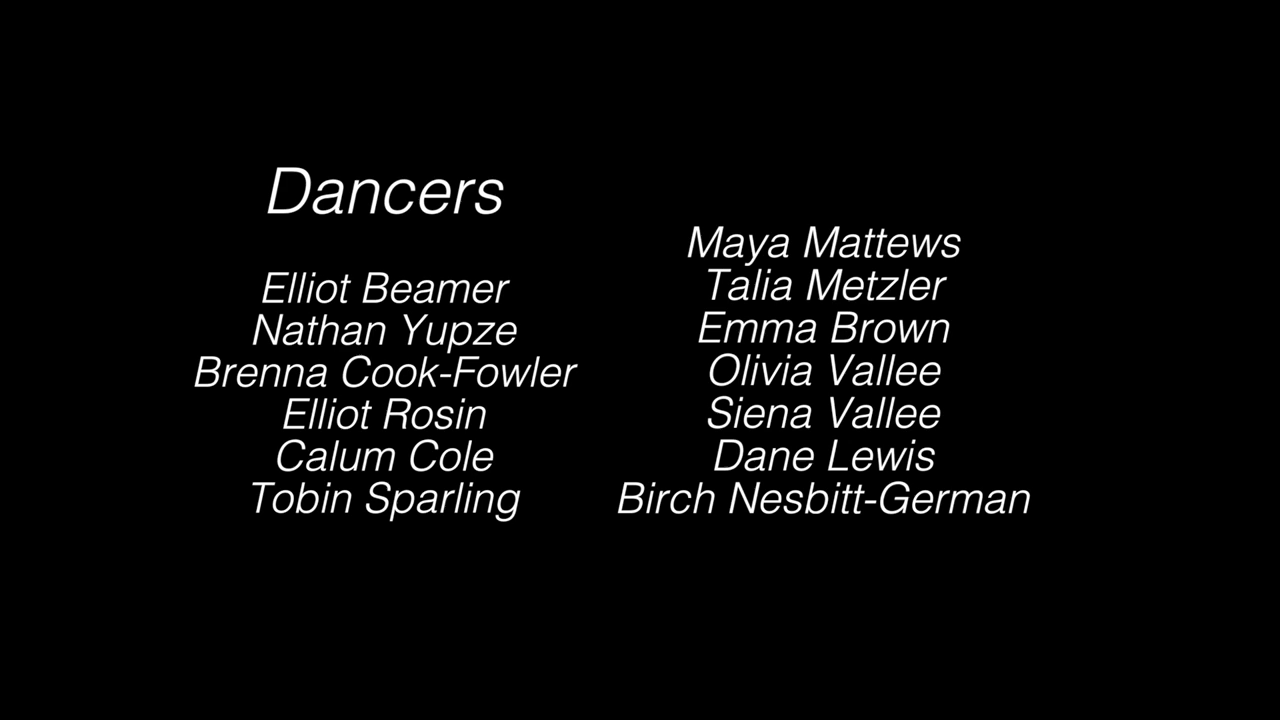 Dancers
Elliot Beamer
Nathan Yupze
Brenna Cook-Fowler
Elliot Rosin
Calum Cole
Tobin Sparling
Maya Mattews
Talia Metzler
Emma Brown
Olivia Vallee
Siena Vallee
Dane Lewis
Birch Nesbitt-German